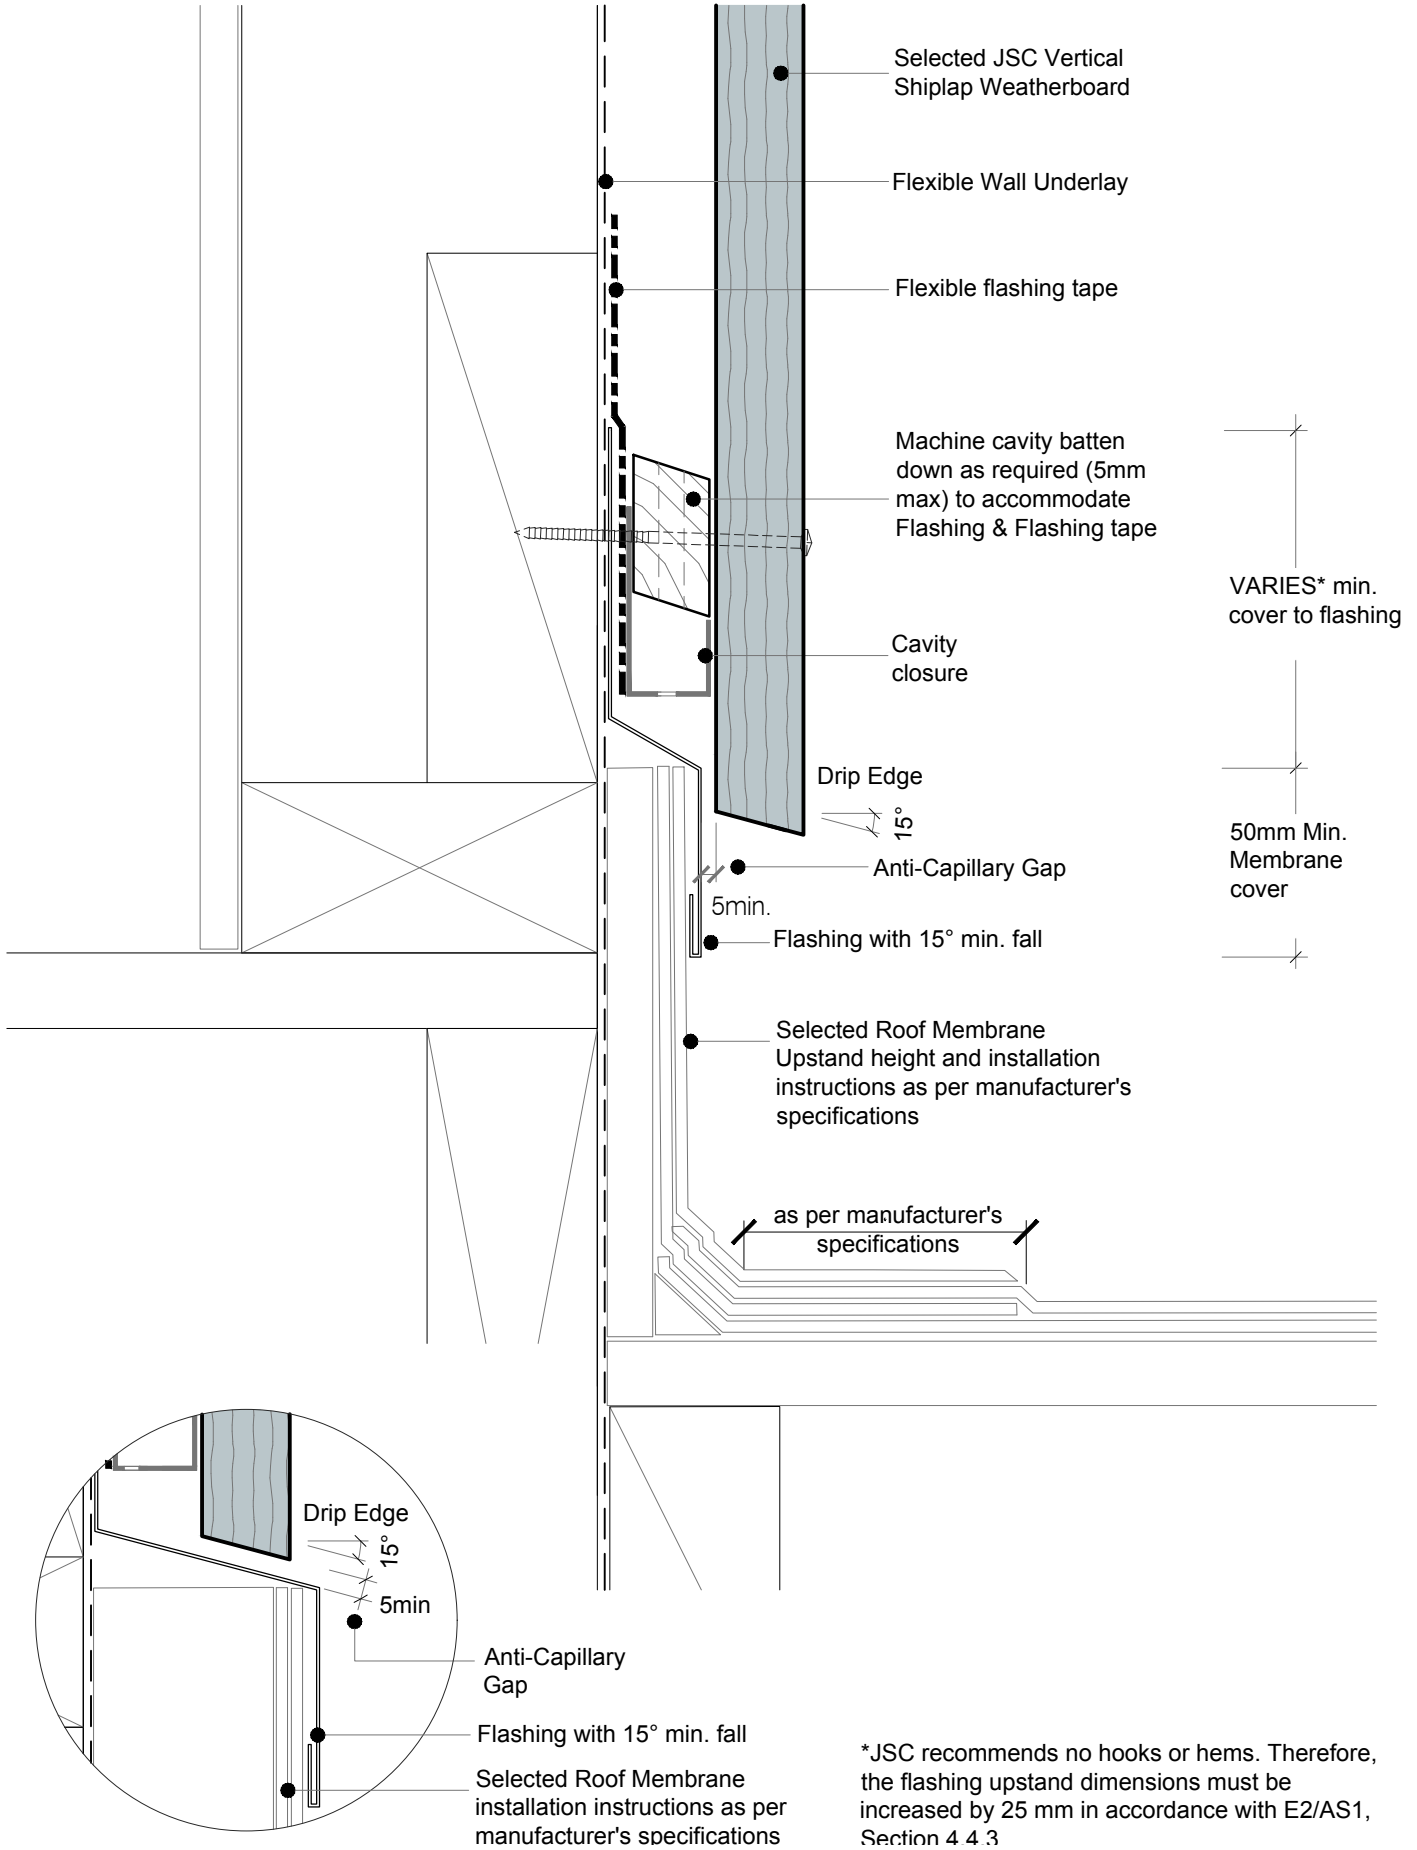 Selected JSC Vertical
Shiplap Weatherboard
Flexible Wall Underlay
Flexible flashing tape
Machine cavity batten
down as required (5mm
max) to accommodate
Flashing & Flashing tape
VARIES* min.
cover to flashing
Cavity
closure
Drip Edge
15°
50mm Min.
Membrane
cover
Anti-Capillary Gap
5min.
Flashing with 15° min. fall
Selected Roof Membrane
Upstand height and installation
instructions as per manufacturer's
specifications
as per manufacturer's
specifications
Drip Edge
15°
5min
Anti-Capillary
Gap
Flashing with 15° min. fall
Selected Roof Membrane
installation instructions as per
manufacturer's specifications
*JSC recommends no hooks or hems. Therefore,
the flashing upstand dimensions must be
increased by 25 mm in accordance with E2/AS1,
Section 4.4.3